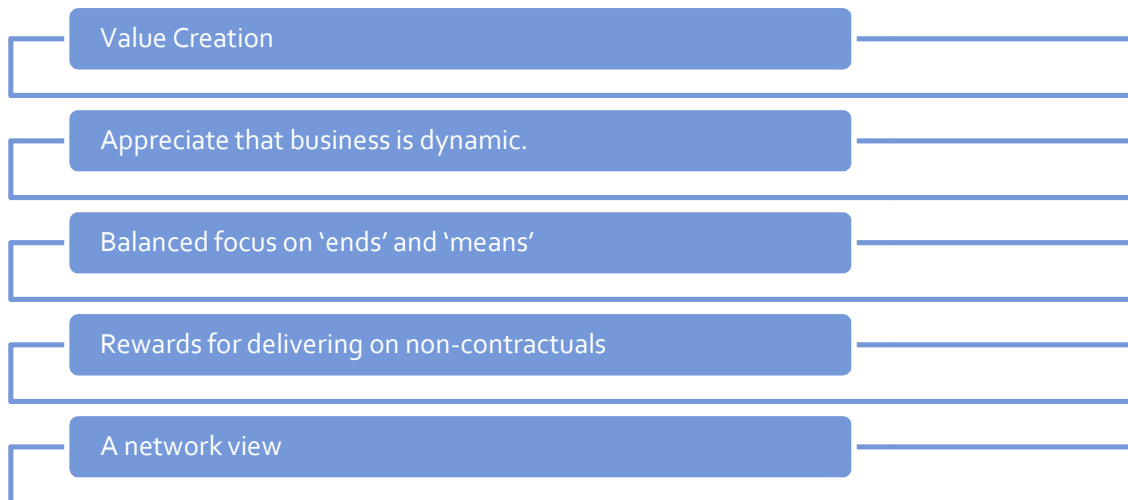 Value Creation
Appreciate that business is dynamic.
Balanced focus on ‘ends’ and ‘means’
Rewards for delivering on non-contractuals
A network view